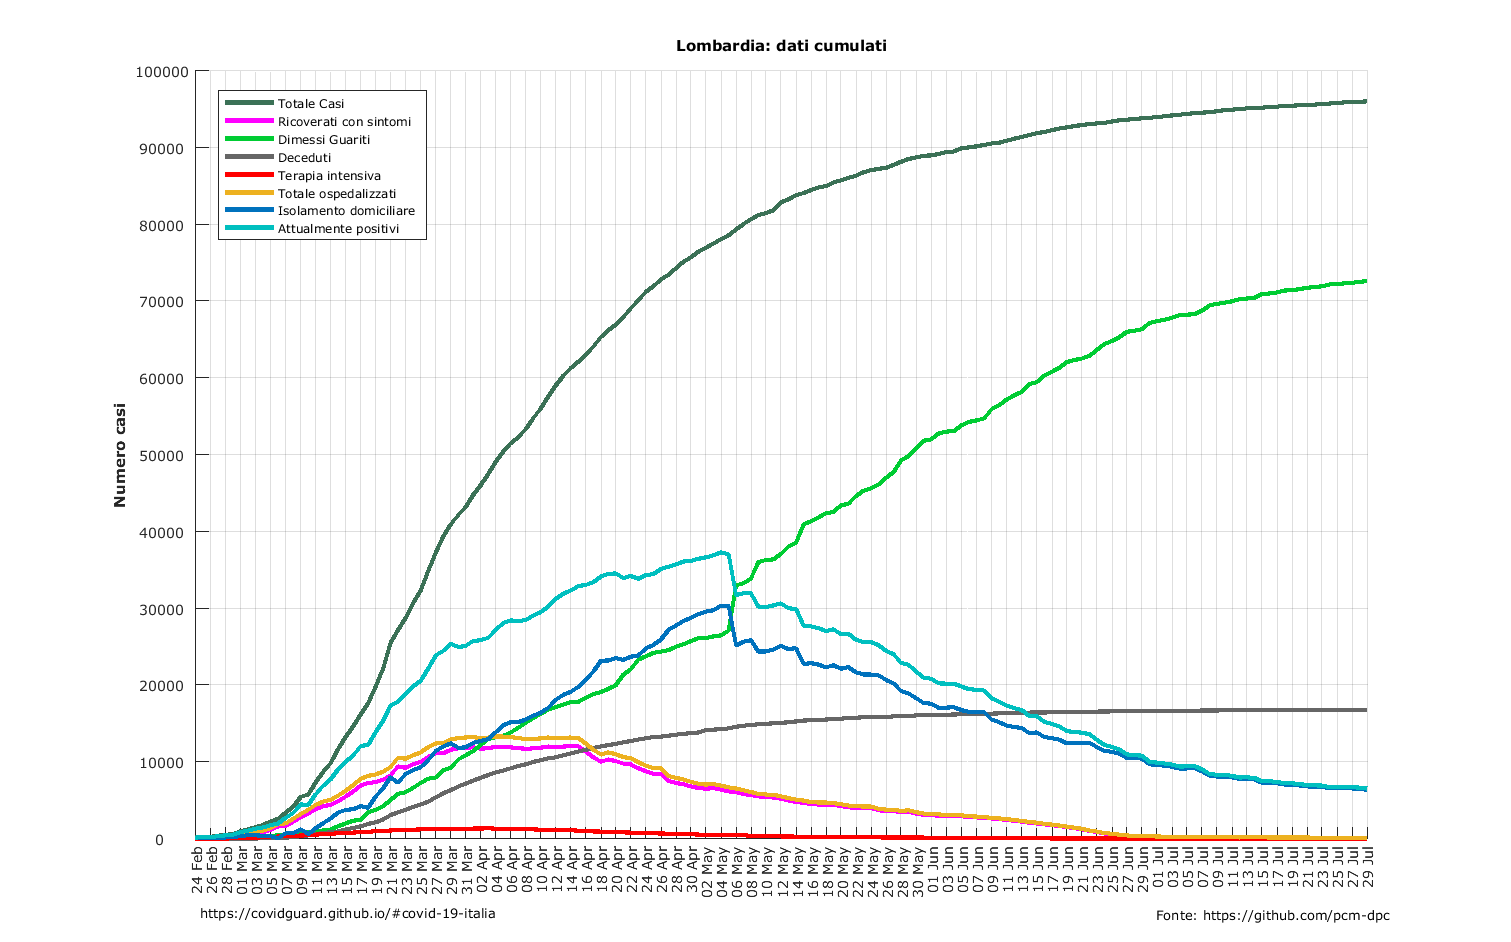 Lombardia: dati cumulati
100000
90000
80000
70000
60000
50000
40000
30000
20000
10000
0
Numero casi
Totale Casi
Ricoverati con sintomi
Dimessi Guariti
Deceduti
Terapia intensiva
Totale ospedalizzati
Isolamento domiciliare
Attualmente positivi
24 Feb
26 Feb
28 Feb
01 Mar
03 Mar
05 Mar
07 Mar
09 Mar
11 Mar
13 Mar
15 Mar
17 Mar
19 Mar
21 Mar
23 Mar
25 Mar
27 Mar
29 Mar
31 Mar
02 Apr
04 Apr
06 Apr
08 Apr
10 Apr
12 Apr
14 Apr
16 Apr
18 Apr
20 Apr
22 Apr
24 Apr
26 Apr
28 Apr
30 Apr
02 May
04 May
06 May
08 May
10 May
12 May
14 May
16 May
18 May
20 May
22 May
24 May
26 May
28 May
30 May
01 Jun
03 Jun
05 Jun
07 Jun
09 Jun
11 Jun
13 Jun
15 Jun
17 Jun
19 Jun
21 Jun
23 Jun
25 Jun
27 Jun
29 Jun
01 Jul
03 Jul
05 Jul
07 Jul
09 Jul
11 Jul
13 Jul
15 Jul
17 Jul
19 Jul
21 Jul
23 Jul
25 Jul
27 Jul
29 Jul
https://covidguard.github.io/#covid-19-italia
Fonte: https://github.com/pcm-dpc